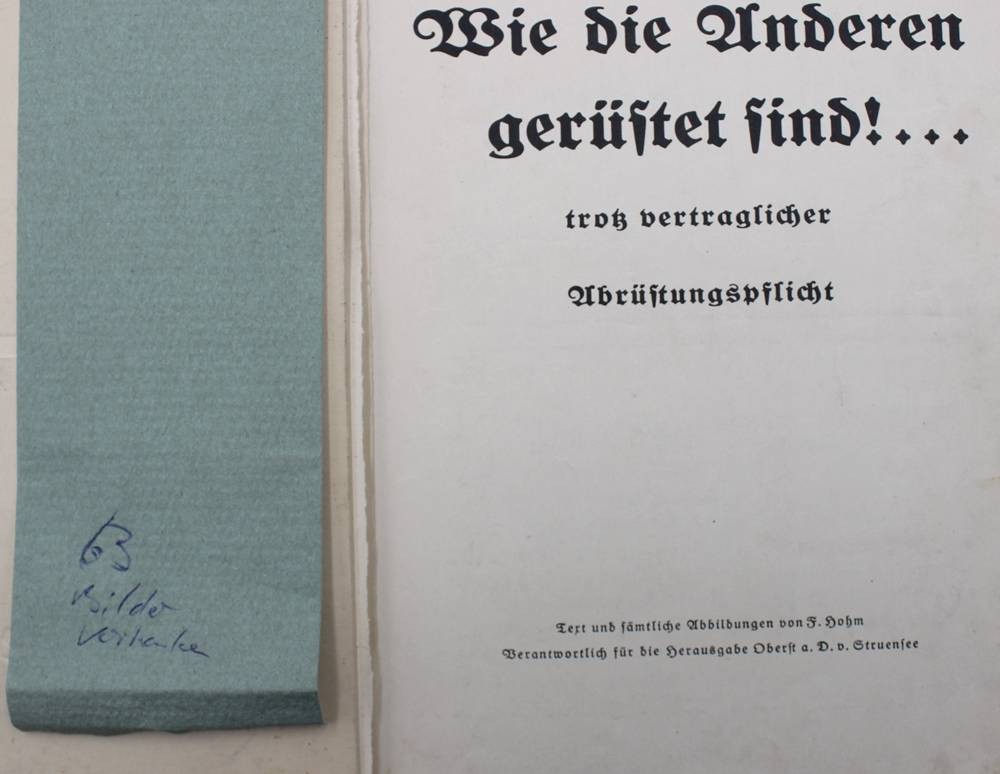 Wie die Anderen
gerüstet sind!...
trotz vertraglicher
Abrüstungspflicht
Text und sämtliche Abbildungen von F. Hohm
Verantwortlich für die Herausgabe Oberst a. D. v. Struensee
63
Bilder